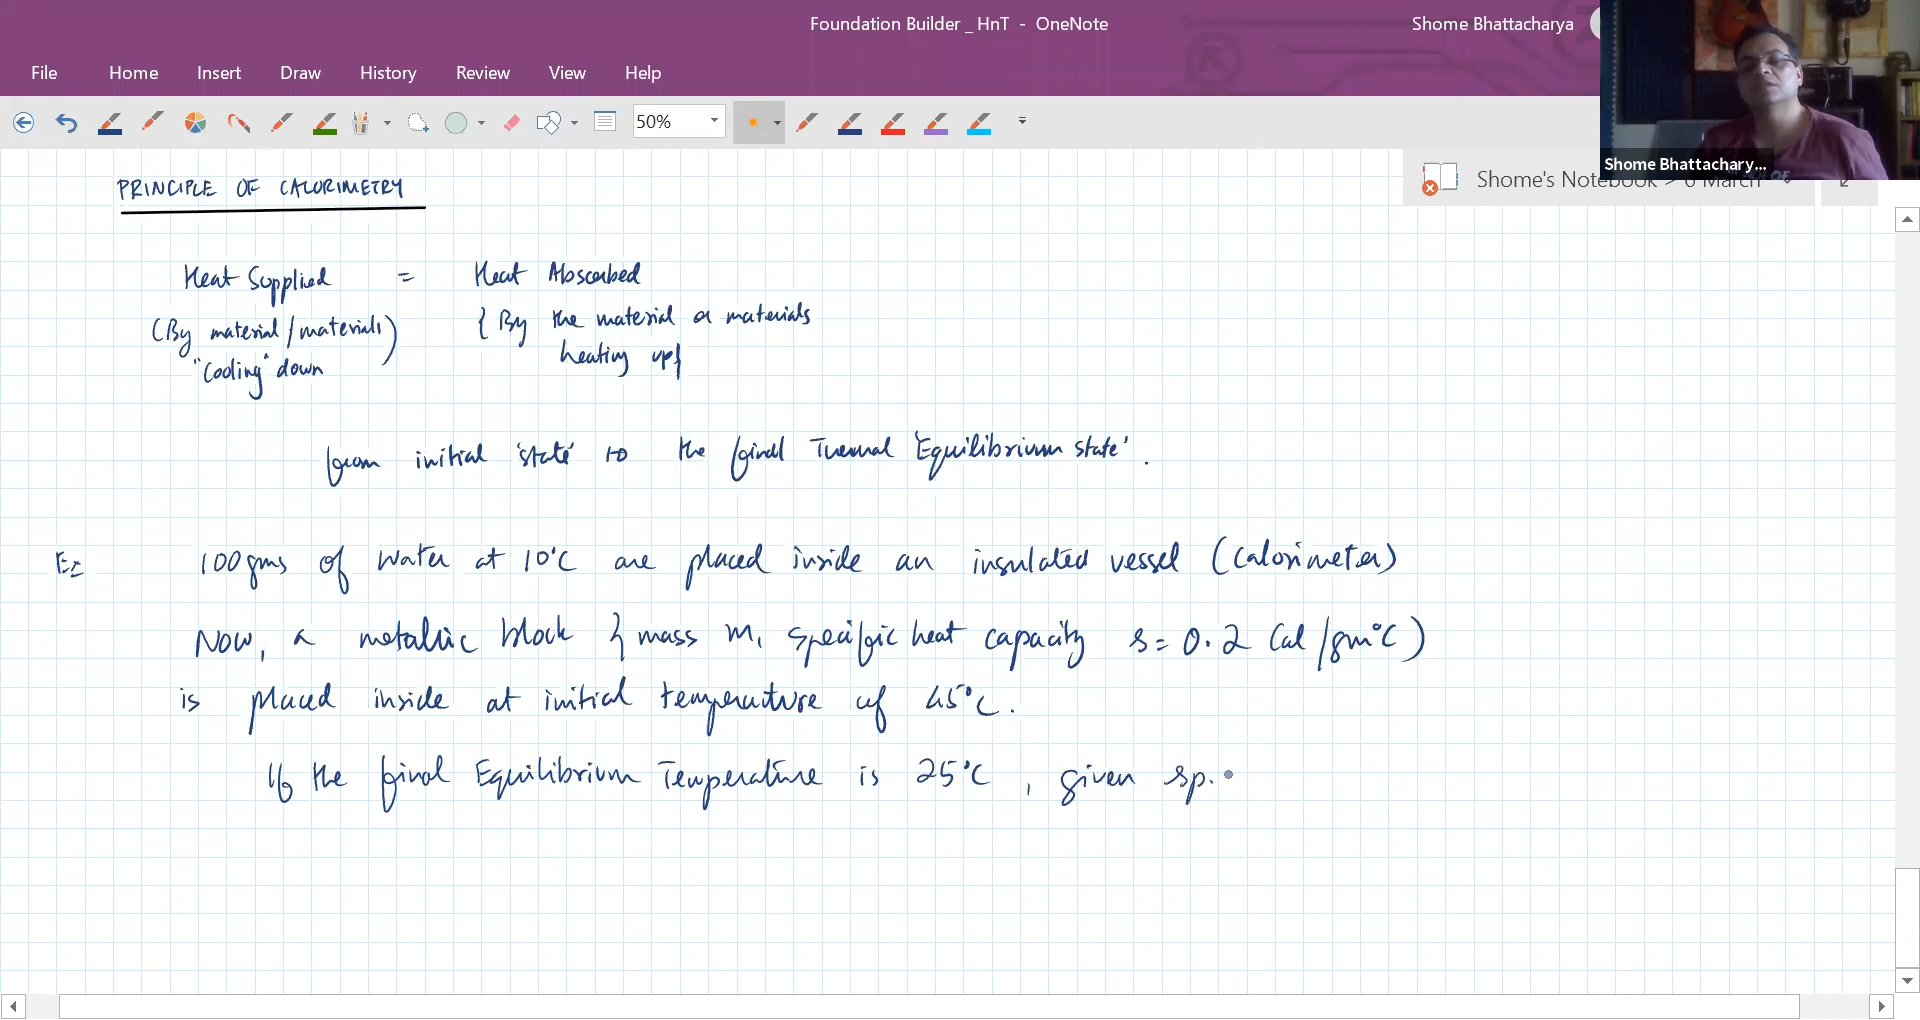 Foundation Builder _ HnT - OneNote
Shome Bhattacharya
File Home Insert Draw History Review View Help
50%
Shome Bhattachary...
Shome's Notebook > 6 March
PRINCIPLE OF CALORIMETRY
Heat Supplied = Heat Absorbed
(By material/materials) { By the material or materials
"Cooling" down heating up}
from initial 'state' to the final Thermal 'Equilibrium state'.
Ex 100gms of water at 10°C are placed inside an insulated vessel (Calorimeter)
Now, a metallic block { mass m, specific heat capacity s = 0.2 Cal/gm°C)
is placed inside at initial temperature of 45°C.
If the final Equilibrium Temperature is 25°C, given sp.